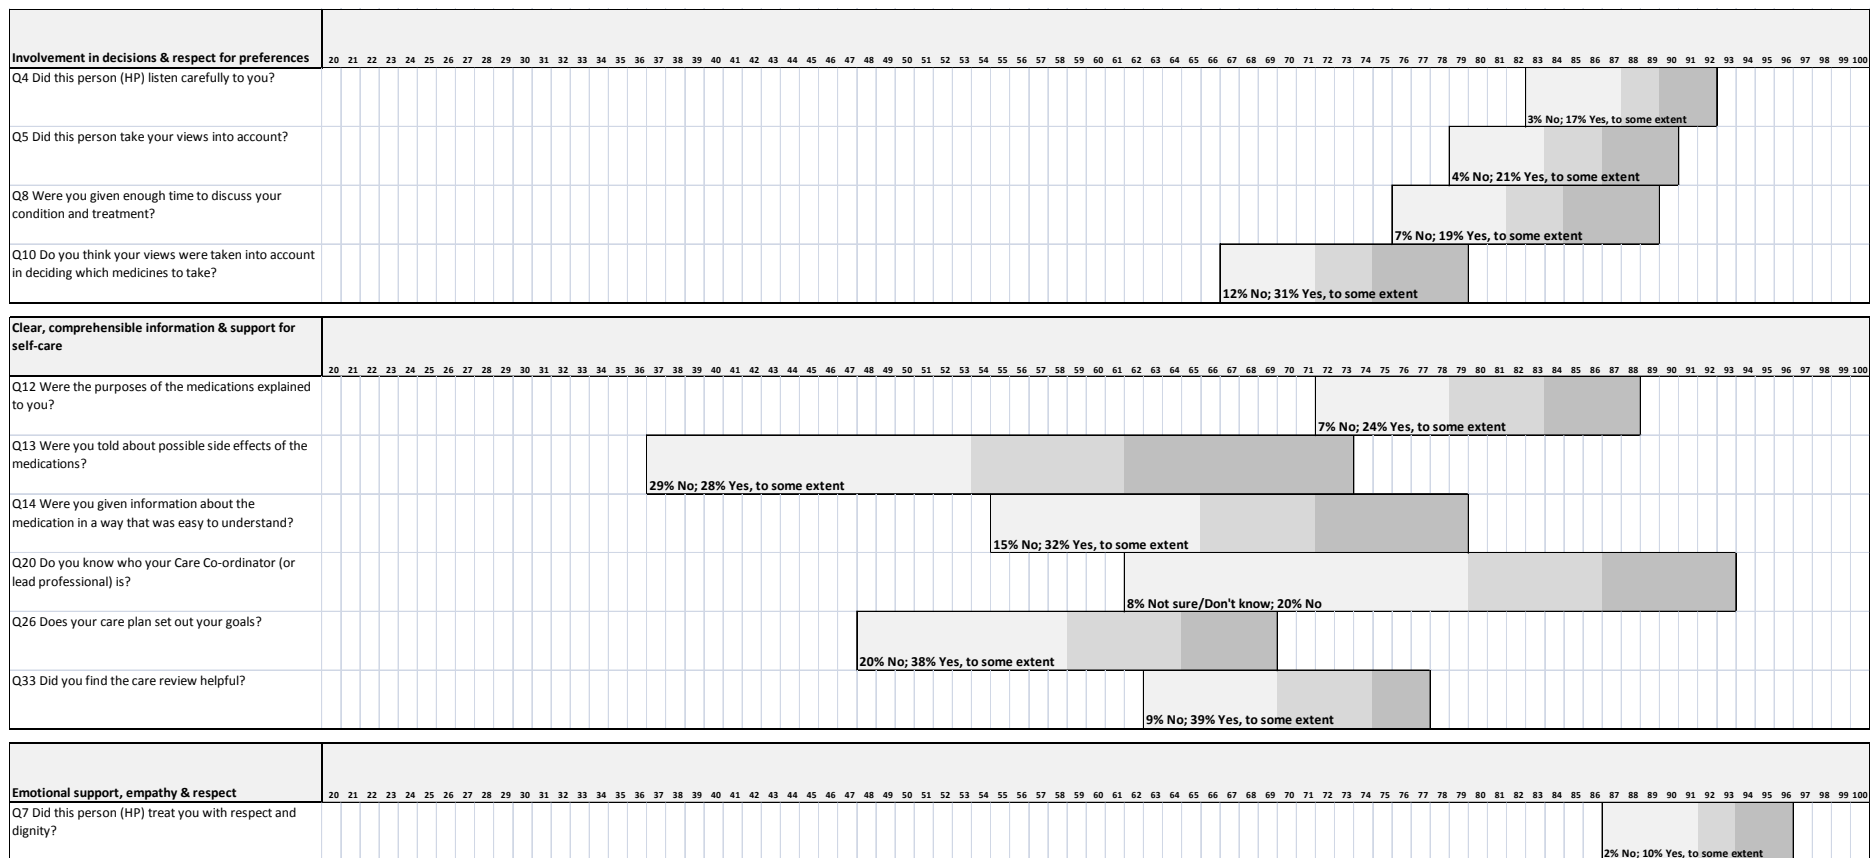 Involvement in decisions & respect for preferences
20 21 22 23 24 25 26 27 28 29 30 31 32 33 34 35 36 37 38 39 40 41 42 43 44 45 46 47 48 49 50 51 52 53 54 55 56 57 58 59 60 61 62 63 64 65 66 67 68 69 70 71 72 73 74 75 76 77 78 79 80 81 82 83 84 85 86 87 88 89 90 91 92 93 94 95 96 97 98 99 100
Q4 Did this person (HP) listen carefully to you?
3% No; 17% Yes, to some extent
Q5 Did this person take your views into account?
4% No; 21% Yes, to some extent
Q8 Were you given enough time to discuss your
condition and treatment?
7% No; 19% Yes, to some extent
Q10 Do you think your views were taken into account
in deciding which medicines to take?
12% No; 31% Yes, to some extent
Clear, comprehensible information & support for
self-care
20 21 22 23 24 25 26 27 28 29 30 31 32 33 34 35 36 37 38 39 40 41 42 43 44 45 46 47 48 49 50 51 52 53 54 55 56 57 58 59 60 61 62 63 64 65 66 67 68 69 70 71 72 73 74 75 76 77 78 79 80 81 82 83 84 85 86 87 88 89 90 91 92 93 94 95 96 97 98 99 100
Q12 Were the purposes of the medications explained
to you?
7% No; 24% Yes, to some extent
Q13 Were you told about possible side effects of the
medications?
29% No; 28% Yes, to some extent
Q14 Were you given information about the
medication in a way that was easy to understand?
15% No; 32% Yes, to some extent
Q20 Do you know who your Care Co-ordinator (or
lead professional) is?
8% Not sure/Don't know; 20% No
Q26 Does your care plan set out your goals?
20% No; 38% Yes, to some extent
Q33 Did you find the care review helpful?
9% No; 39% Yes, to some extent
Emotional support, empathy & respect
20 21 22 23 24 25 26 27 28 29 30 31 32 33 34 35 36 37 38 39 40 41 42 43 44 45 46 47 48 49 50 51 52 53 54 55 56 57 58 59 60 61 62 63 64 65 66 67 68 69 70 71 72 73 74 75 76 77 78 79 80 81 82 83 84 85 86 87 88 89 90 91 92 93 94 95 96 97 98 99 100
Q7 Did this person (HP) treat you with respect and
dignity?
2% No; 10% Yes, to some extent